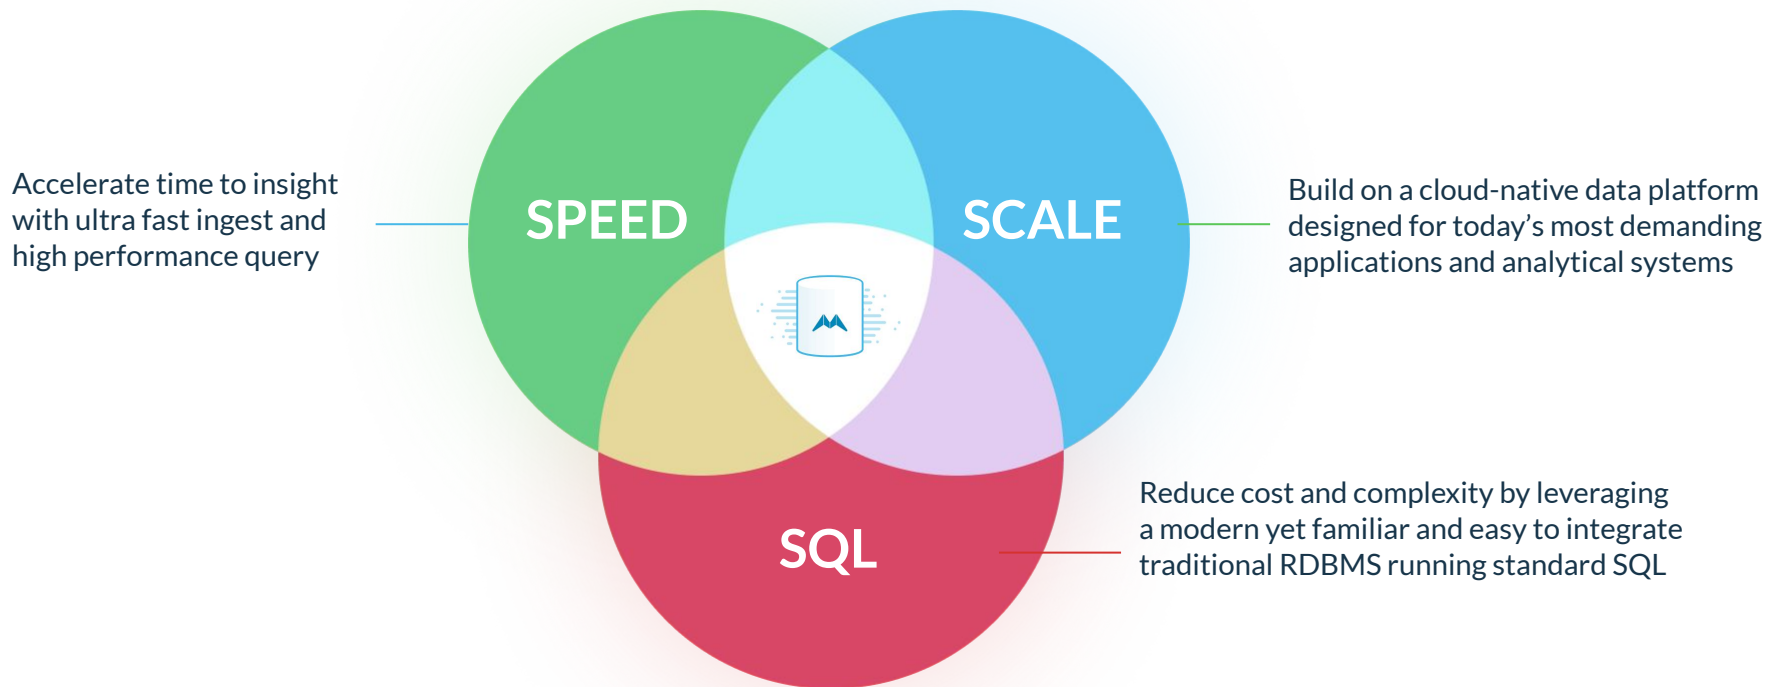 Accelerate time to insight
with ultra fast ingest and
high performance query
SPEED
SCALE
Build on a cloud-native data platform
designed for today’s most demanding
applications and analytical systems
SQL
Reduce cost and complexity by leveraging
a modern yet familiar and easy to integrate
traditional RDBMS running standard SQL